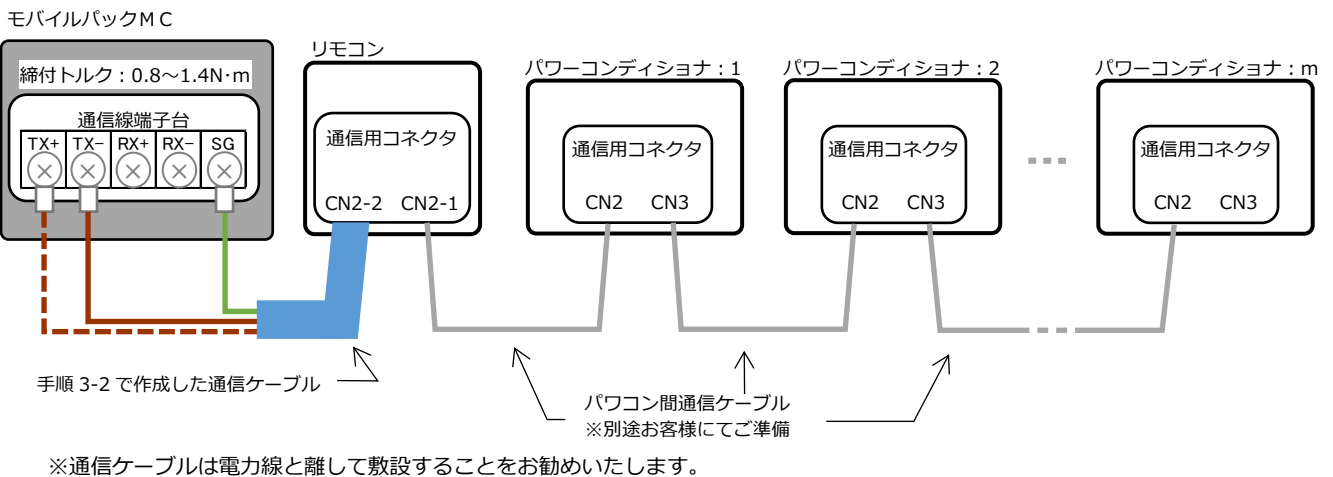 モバイルパックＭＣ
締付トルク：0.8～1.4N･m
通信線端子台
TX+ TX− RX+ RX− SG
リモコン
通信用コネクタ
CN2-2 CN2-1
パワーコンディショナ：1
通信用コネクタ
CN2 CN3
パワーコンディショナ：2
通信用コネクタ
CN2 CN3
パワーコンディショナ：m
通信用コネクタ
CN2 CN3
手順 3-2 で作成した通信ケーブル
パワコン間通信ケーブル
※別途お客様にてご準備
※通信ケーブルは電力線と離して敷設することをお勧めいたします。